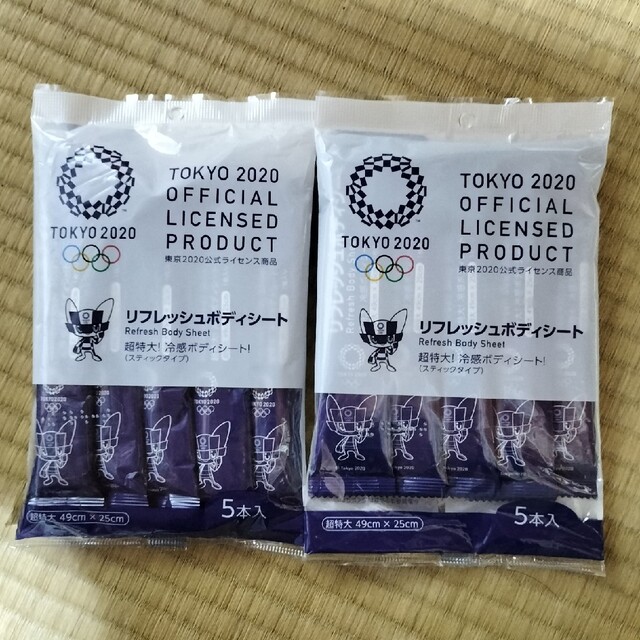 TOKYO 2020
TOKYO 2020
OFFICIAL
LICENSED
PRODUCT
東京2020公式ライセンス商品
リフレッシュボディシート
Refresh Body Sheet
超特大! 冷感ボディシート!
(スティックタイプ)
TOKYO 2020
TOKYO 2020
超特大 49cm×25cm
5本入
TOKYO 2020
TOKYO 2020
OFFICIAL
LICENSED
PRODUCT
東京2020公式ライセンス商品
リフレッシュボディシート
Refresh Body Sheet
超特大! 冷感ボディシート!
(スティックタイプ)
超特大 49cm×25cm
5本入